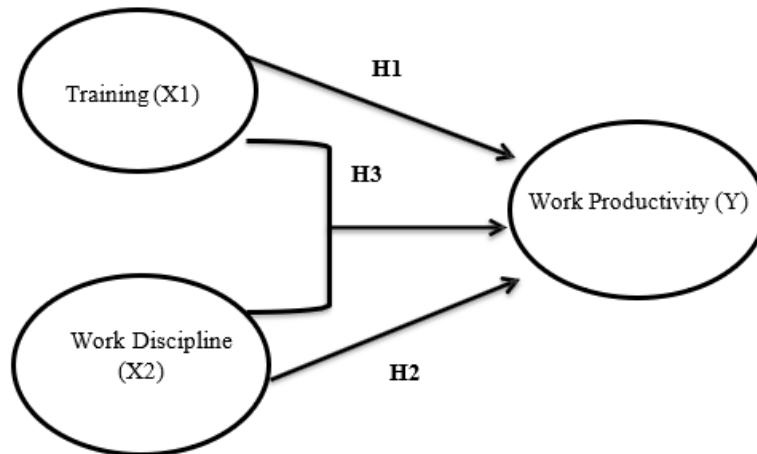 Training (X1)
H1
H3
Work Productivity (Y)
Work Discipline
(X2)
H2